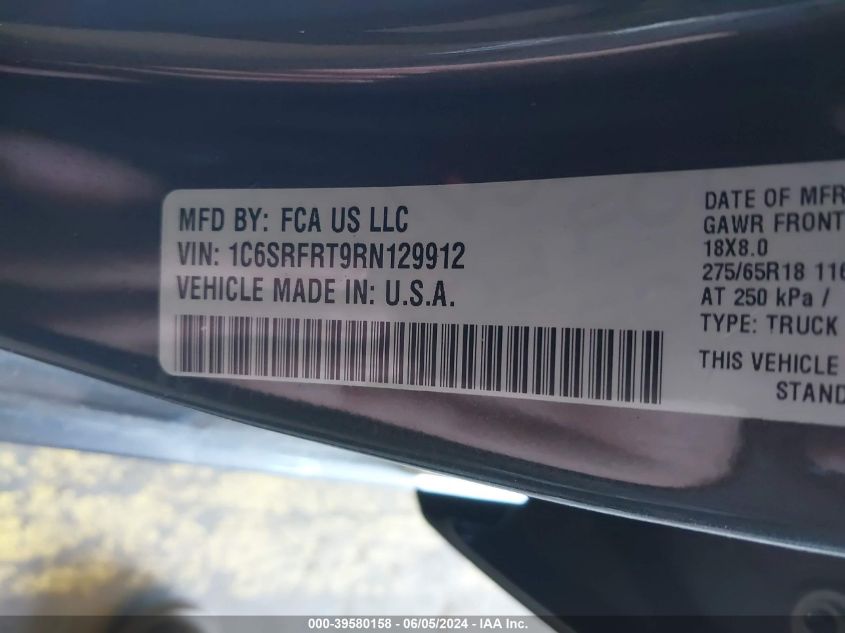 MFD BY: FCA US LLC
VIN: 1C6SRFRT9RN129912
VEHICLE MADE IN: U.S.A.
DATE OF MFR
GAWR FRONT
18X8.0
275/65R18 116
AT 250 kPa /
TYPE: TRUCK
THIS VEHICLE
STAND
000-39580158 - 06/05/2024 - IAA Inc.